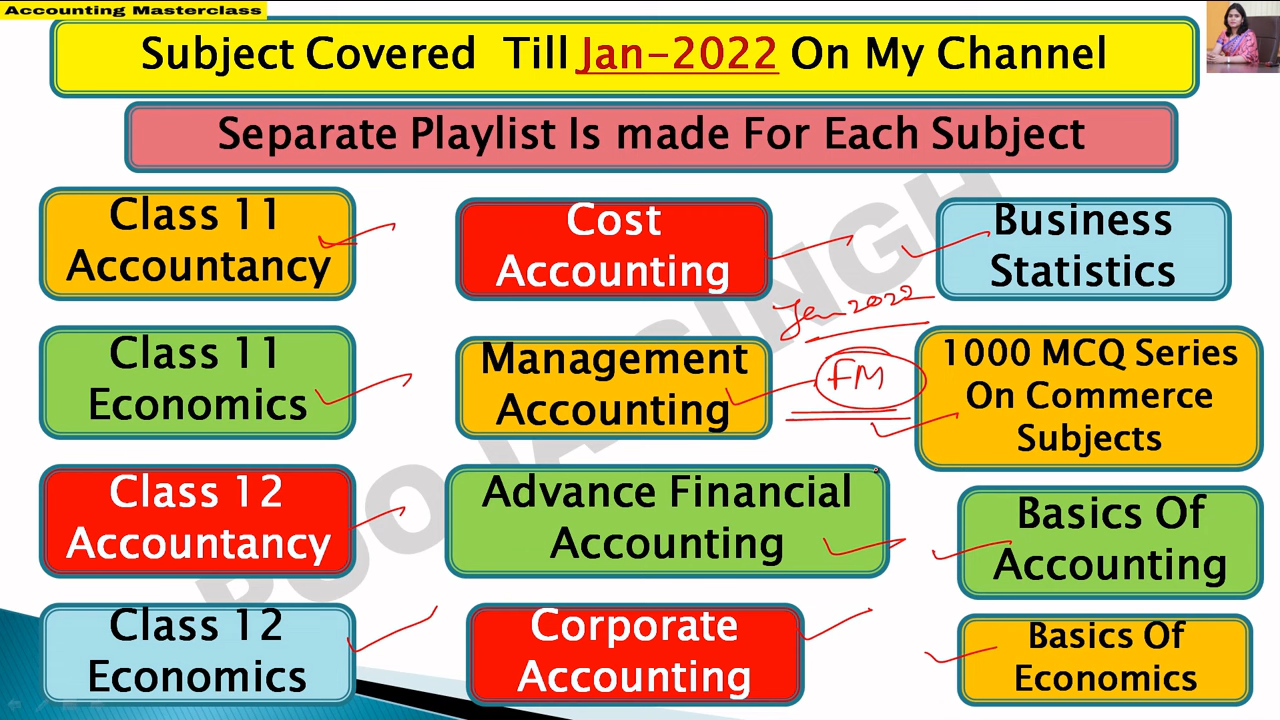 Accounting Masterclass
Subject Covered Till Jan-2022 On My Channel
Separate Playlist Is made For Each Subject
Class 11
Accountancy
Cost
Accounting
Business
Statistics
Jan 2022
Class 11
Economics
Management
Accounting
FM
1000 MCQ Series
On Commerce
Subjects
Class 12
Accountancy
Advance Financial
Accounting
Basics Of
Accounting
Class 12
Economics
Corporate
Accounting
Basics Of
Economics
POOJA SINGH